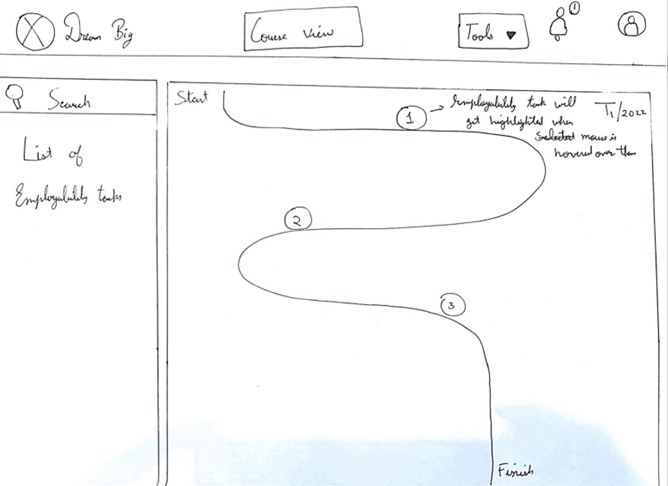 Dream Big
Course View
Tools
1
Search
List of
Employability tasks
Start
1
Employability task will
get highlighted when
selected mouse is
hovered over them
T1/2022
2
3
Finish